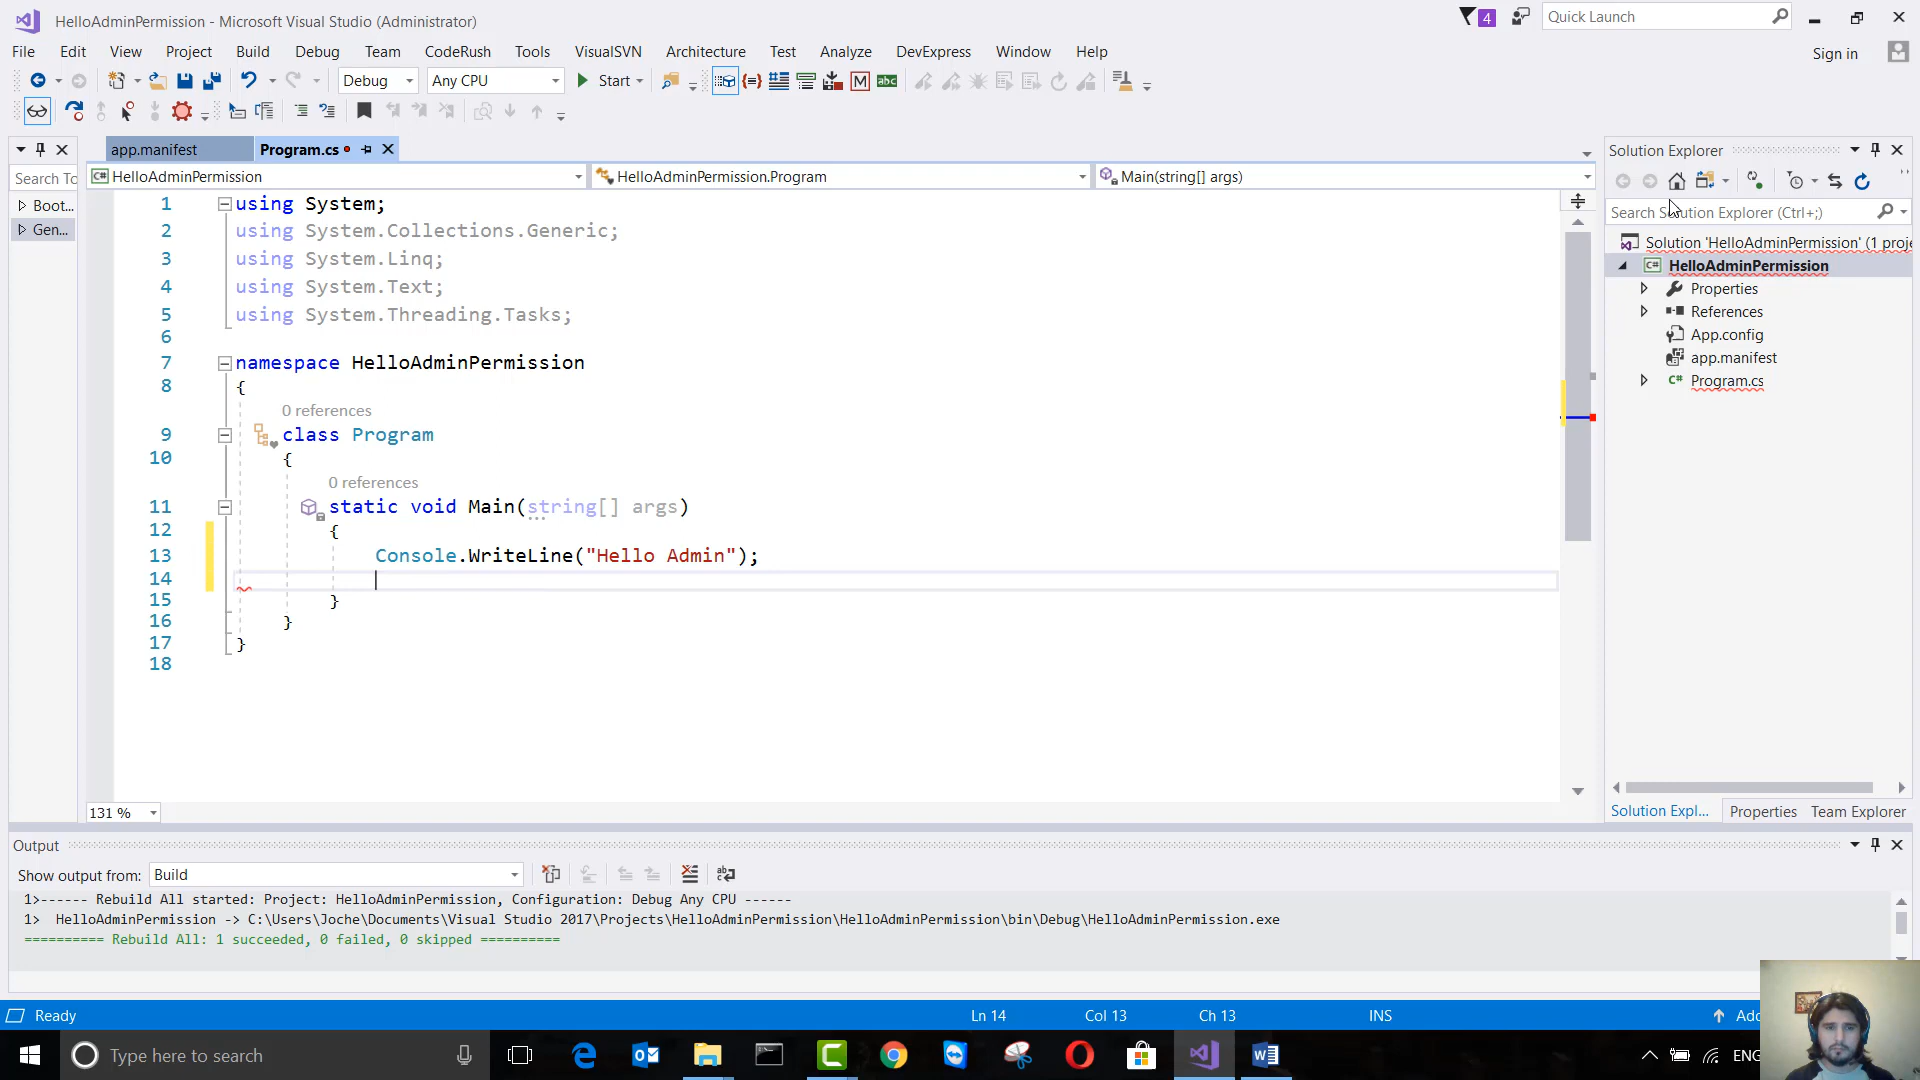 HelloAdminPermission - Microsoft Visual Studio (Administrator)
4
Quick Launch
File Edit View Project Build Debug Team CodeRush Tools VisualSVN Architecture Test Analyze DevExpress Window Help
Sign in
Debug Any CPU Start
app.manifest Program.cs
Solution Explorer
Search To
HelloAdminPermission HelloAdminPermission.Program Main(string[] args)
Boot...
Gen...
Search Solution Explorer (Ctrl+;)
Solution 'HelloAdminPermission' (1 proje
HelloAdminPermission
Properties
References
App.config
app.manifest
Program.cs
1 using System;
2 using System.Collections.Generic;
3 using System.Linq;
4 using System.Text;
5 using System.Threading.Tasks;
6
7 namespace HelloAdminPermission
8 {
0 references
9 class Program
10 {
0 references
11 static void Main(string[] args)
12 {
13 Console.WriteLine("Hello Admin");
14
15 }
16 }
17 }
18
131 %
Solution Expl... Properties Team Explorer
Output
Show output from: Build
1>------ Rebuild All started: Project: HelloAdminPermission, Configuration: Debug Any CPU ------
1> HelloAdminPermission -> C:\Users\Joche\Documents\Visual Studio 2017\Projects\HelloAdminPermission\HelloAdminPermission\bin\Debug\HelloAdminPermission.exe
========== Rebuild All: 1 succeeded, 0 failed, 0 skipped ==========
Ready Ln 14 Col 13 Ch 13 INS
Type here to search